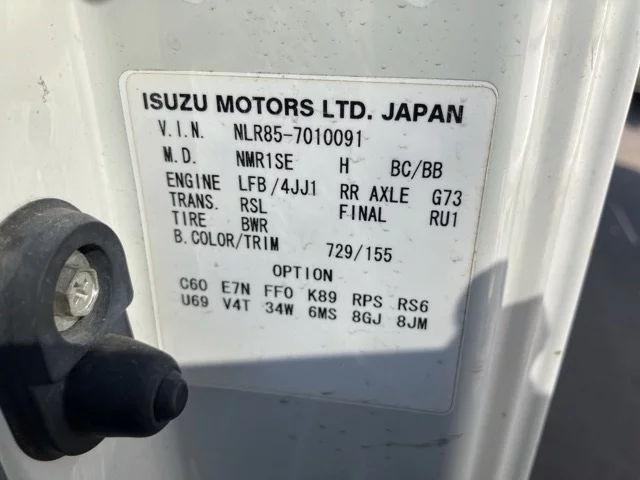 ISUZU MOTORS LTD. JAPAN
V.I.N. NLR85-7010091
M.D. NMR1SE H BC/BB
ENGINE LFB/4JJ1 RR AXLE G73
TRANS. RSL FINAL RU1
TIRE BWR
B.COLOR/TRIM 729/155
OPTION
C60 E7N FF0 K89 RPS RS6
U69 V4T 34W 6MS 8GJ 8JM